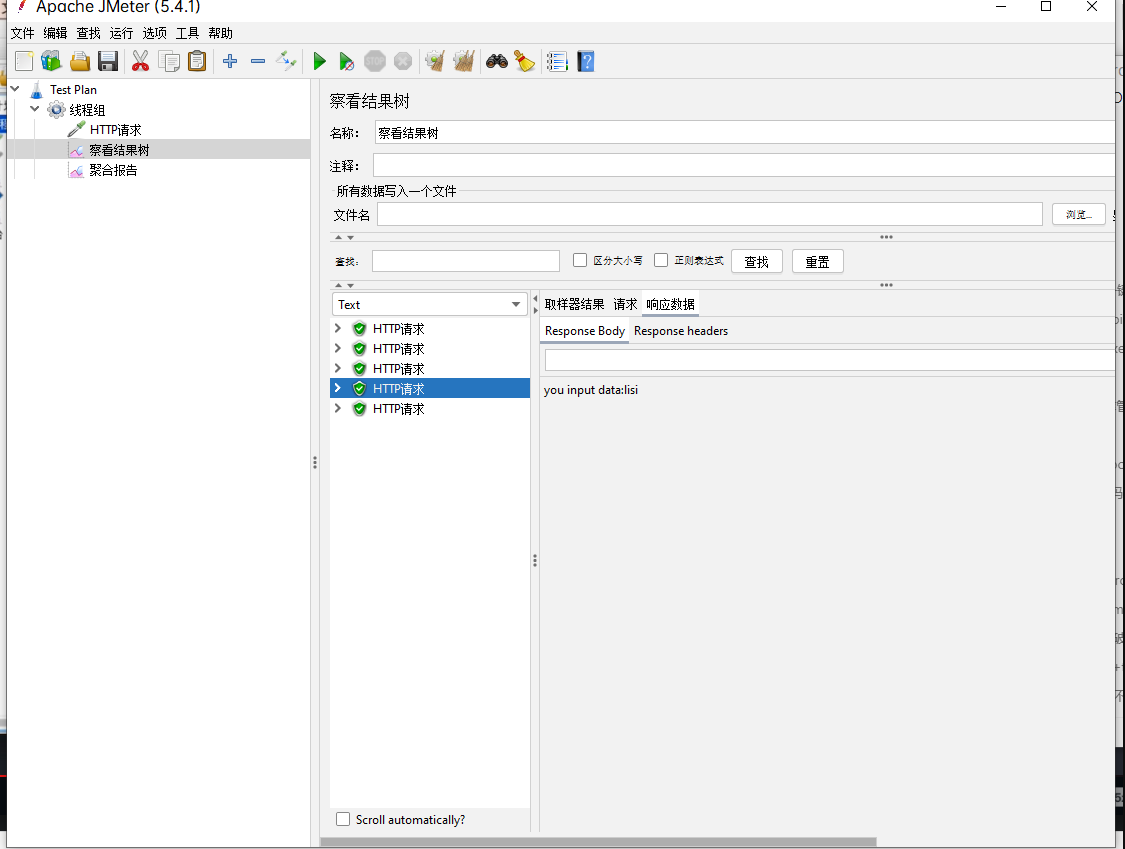 Apache JMeter (5.4.1)
文件 编辑 查找 运行 选项 工具 帮助
STOP
Test Plan
线程组
HTTP请求
察看结果树
聚合报告
察看结果树
名称： 察看结果树
注释：
所有数据写入一个文件
文件名 浏览...
查找： 区分大小写 正则表达式 查找 重置
Text
HTTP请求
HTTP请求
HTTP请求
HTTP请求
HTTP请求
Scroll automatically?
取样器结果 请求 响应数据
Response Body Response headers
you input data:lisi